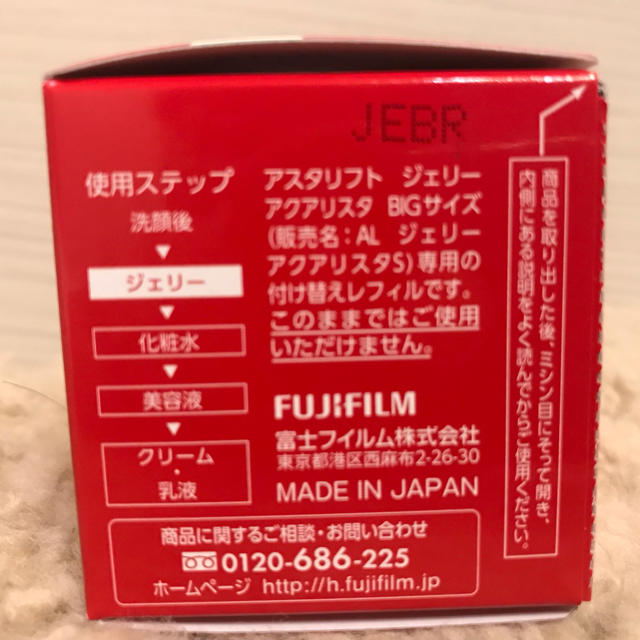 JEBR
使用ステップ
洗顔後
▼
ジェリー
▼
化粧水
▼
美容液
▼
クリーム
・
乳液
アスタリフト ジェリー
アクアリスタ BIGサイズ
(販売名:AL ジェリー
アクアリスタS)専用の
付け替えレフィルです。
このままではご使用
いただけません。
FUJIFILM
富士フイルム株式会社
東京都港区西麻布2-26-30
MADE IN JAPAN
商品を取り出した後、ミシン目にそって開き、
内側にある説明をよく読んでからご使用ください。
商品に関するご相談・お問い合わせ
0120-686-225
ホームページ http://h.fujifilm.jp